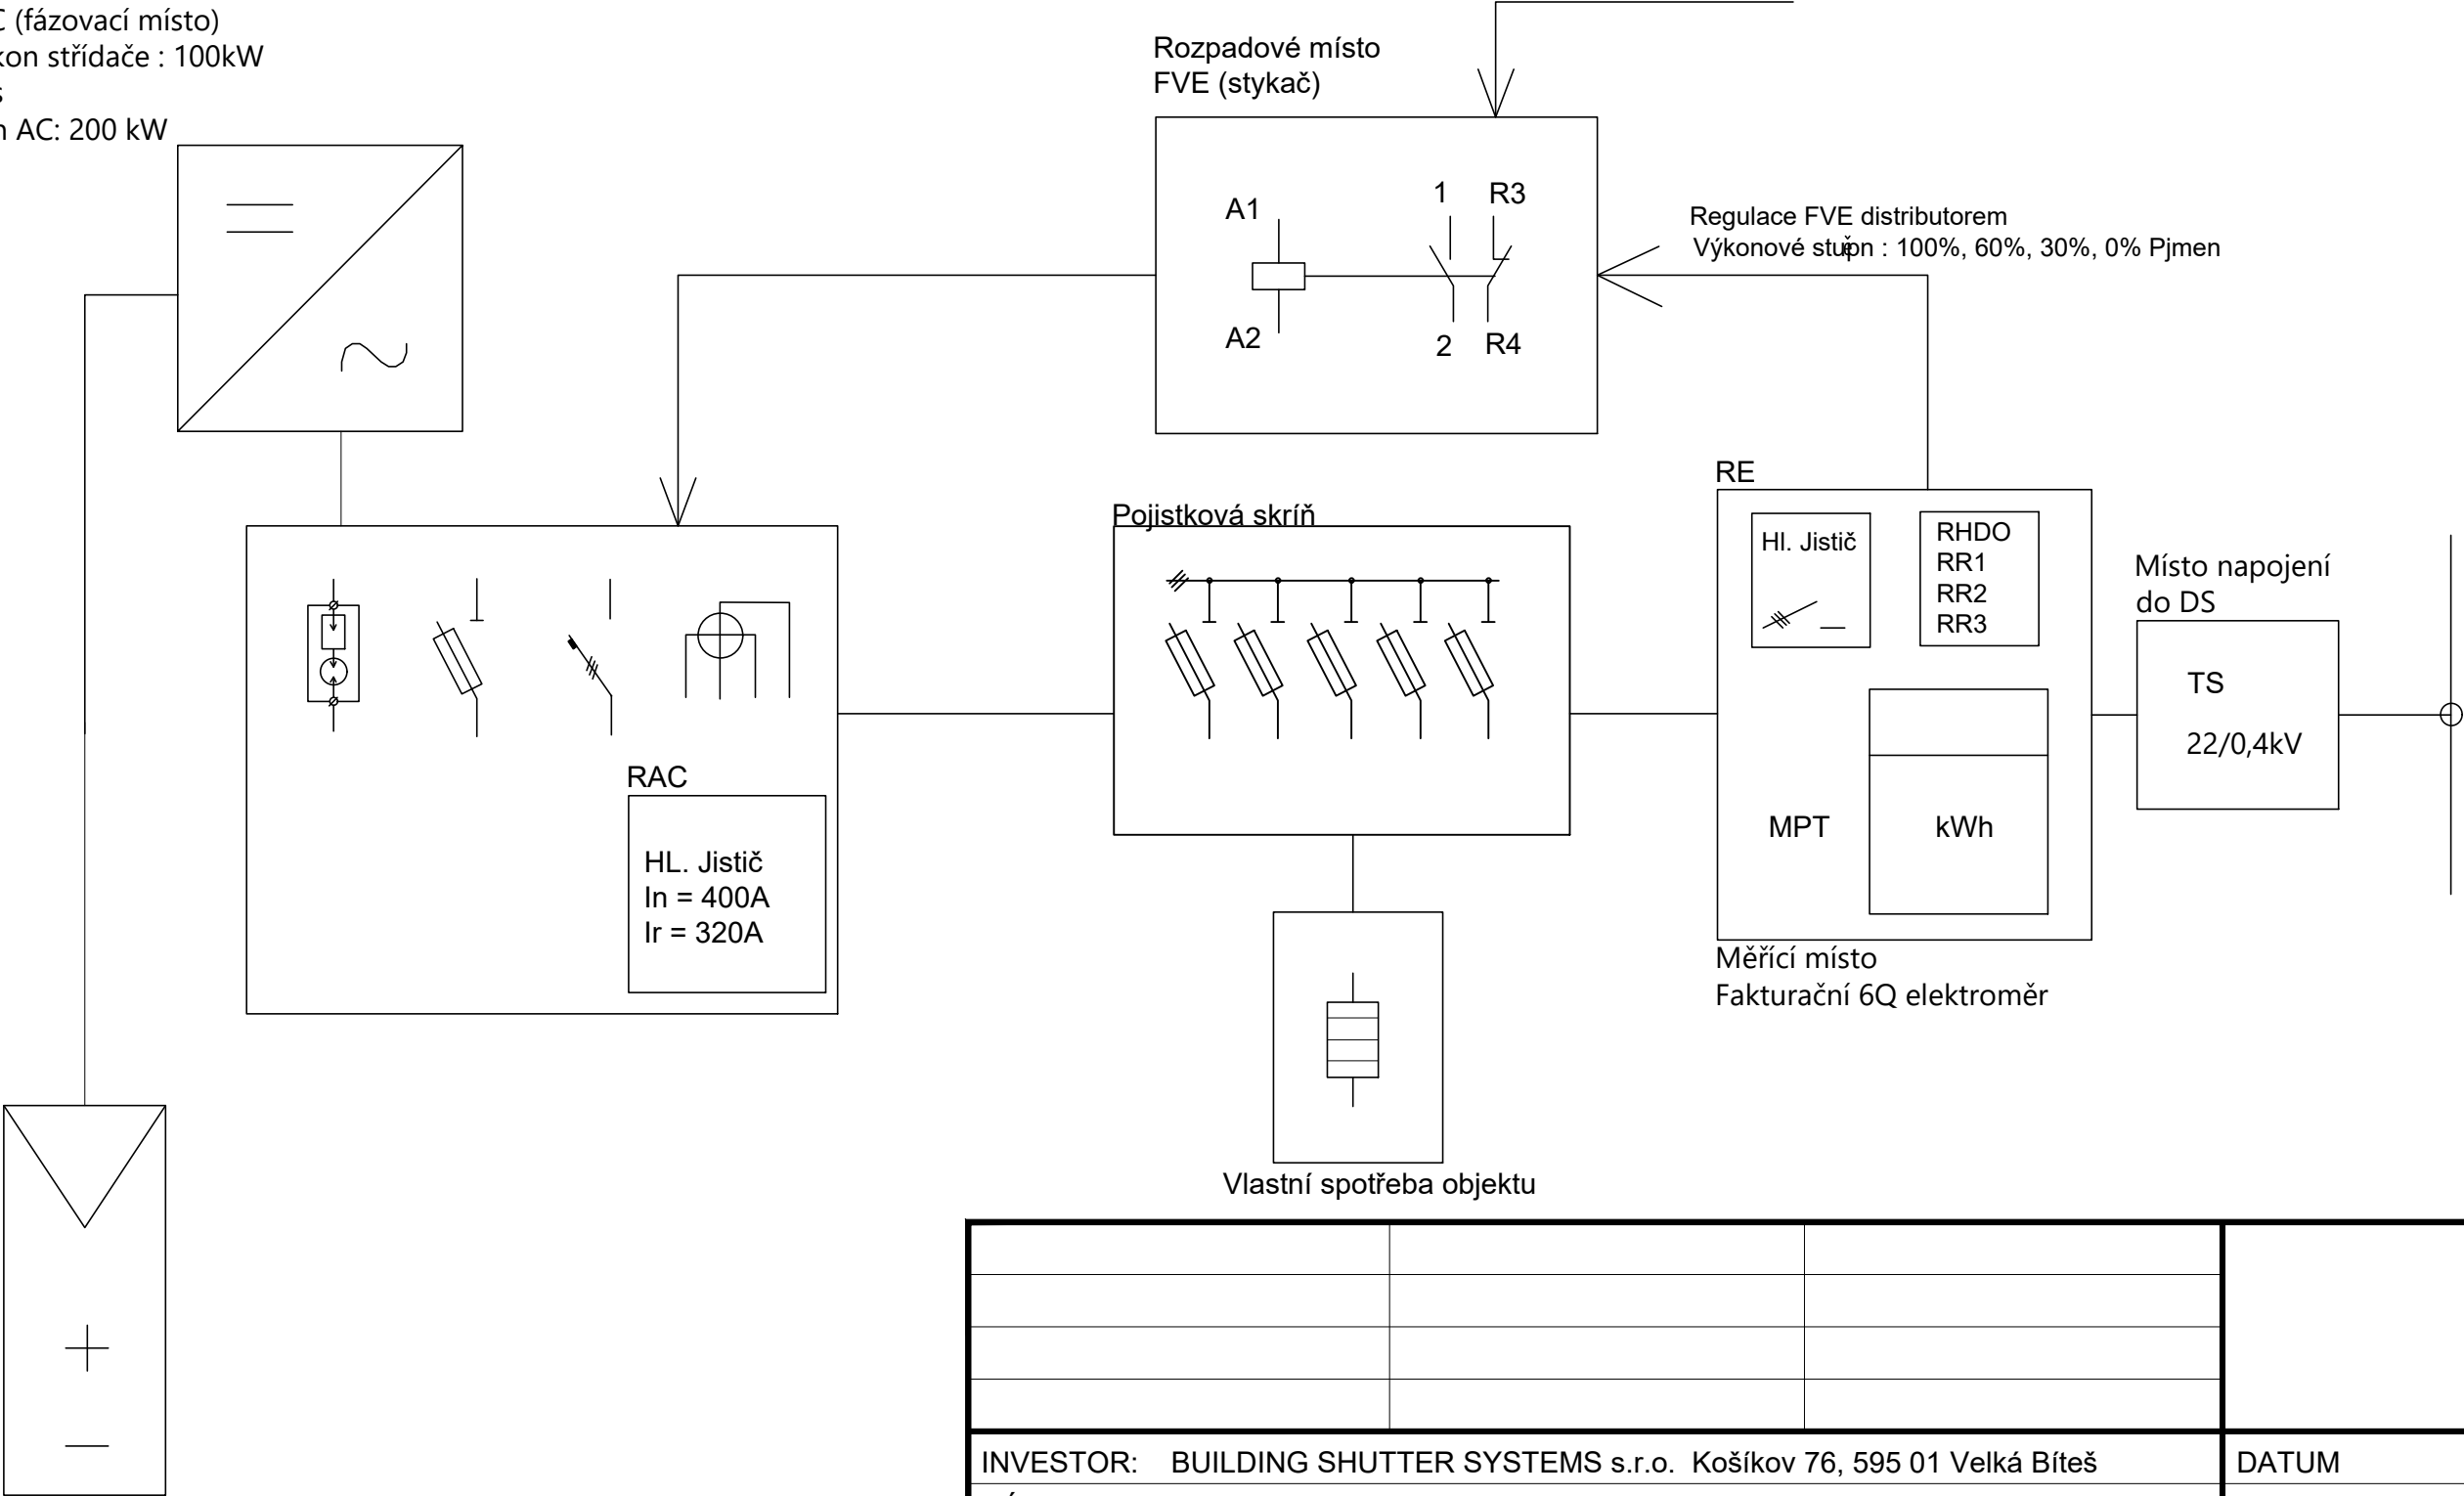 (fázovací místo)
střídače : 100kW
AC: 200 kW
Rozpadové místo
FVE (stykač)
A1
1
R3
A2
2
R4
Regulace FVE distributorem
Výkonové : 100%, 60%, 30%, 0% Pjmen
Pojistková skríň
RE
Hl. Jistič
RHDO
RR1
RR2
RR3
MPT
kWh
Místo napojení
do DS
TS
22/0,4kV
RAC
HL. Jistič
In = 400A
Ir = 320A
Měřící místo
Fakturační 6Q elektroměr
Vlastní spotřeba objektu
INVESTOR: BUILDING SHUTTER SYSTEMS s.r.o. Košíkov 76, 595 01 Velká Bíteš
DATUM